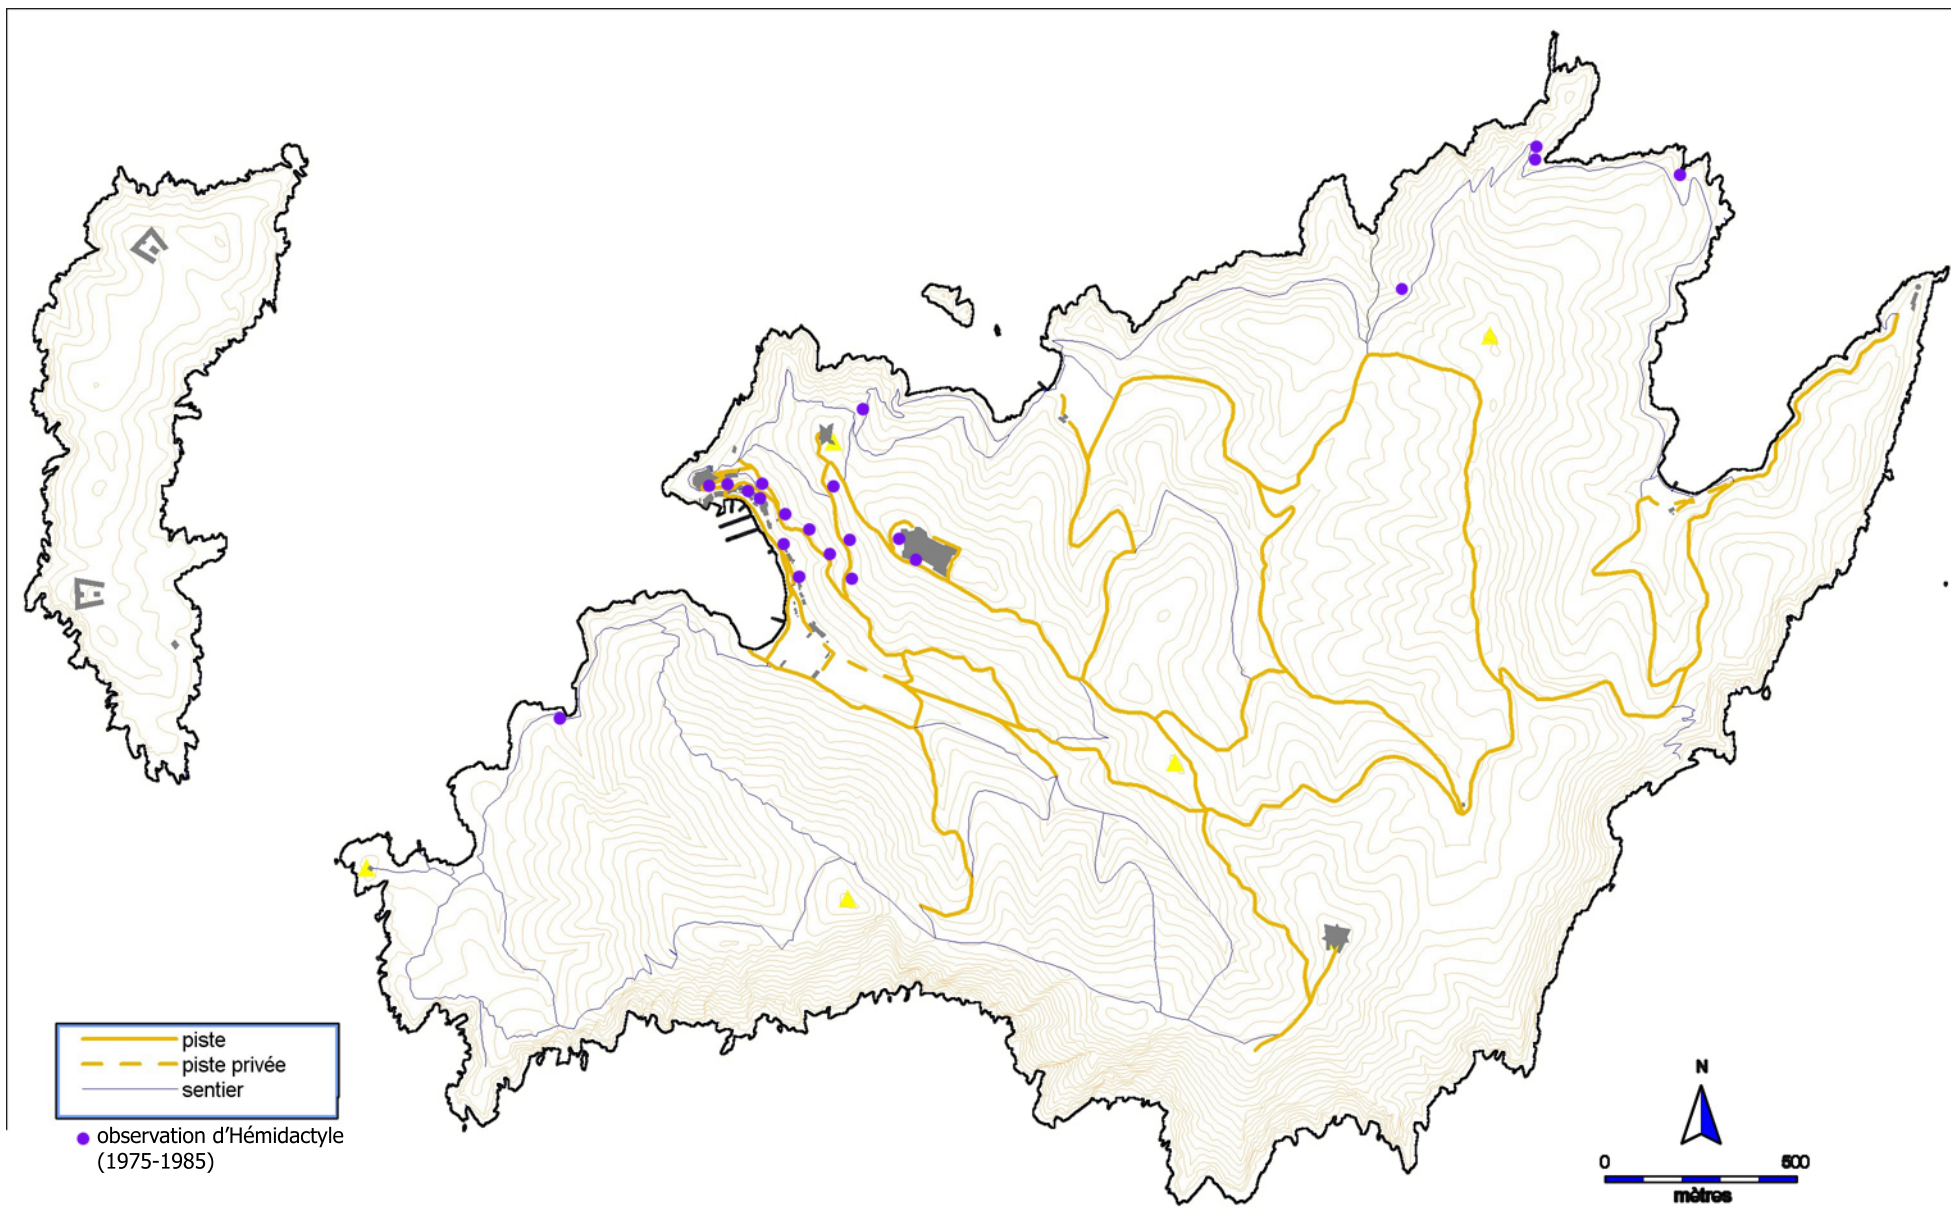 piste
piste privée
sentier
observation d'Hémidactyle
(1975-1985)
N
0 500
mètres